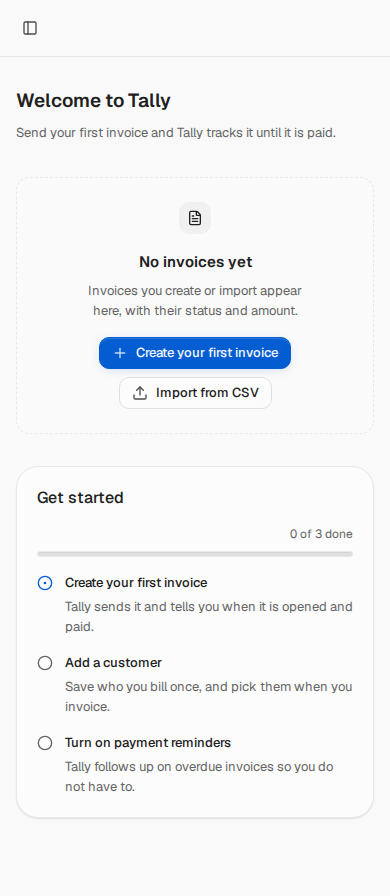 Welcome to Tally
Send your first invoice and Tally tracks it until it is paid.
No invoices yet
Invoices you create or import appear
here, with their status and amount.
Create your first invoice
Import from CSV
Get started
0 of 3 done
Create your first invoice
Tally sends it and tells you when it is opened and
paid.
Add a customer
Save who you bill once, and pick them when you
invoice.
Turn on payment reminders
Tally follows up on overdue invoices so you do
not have to.